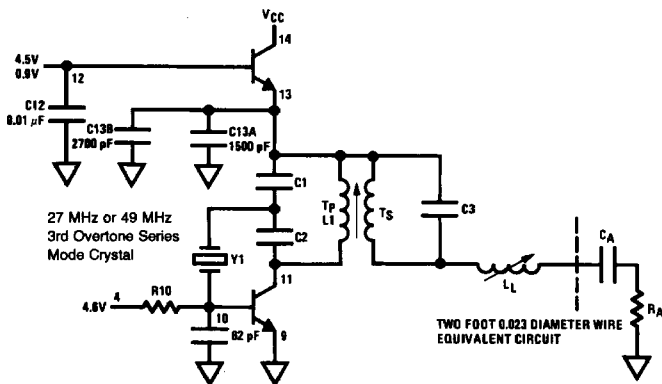 VCC
14
4.5V
0.9V
12
13
C12
0.01 μF
C13B
2700 pF
C13A
1500 pF
C1
TP
L1
TS
C3
27 MHz or 49 MHz
3rd Overtone Series
Mode Crystal
C2
Y1
CA
11
LL
4
4.6V
R10
10
62 pF
9
RA
TWO FOOT 0.023 DIAMETER WIRE
EQUIVALENT CIRCUIT